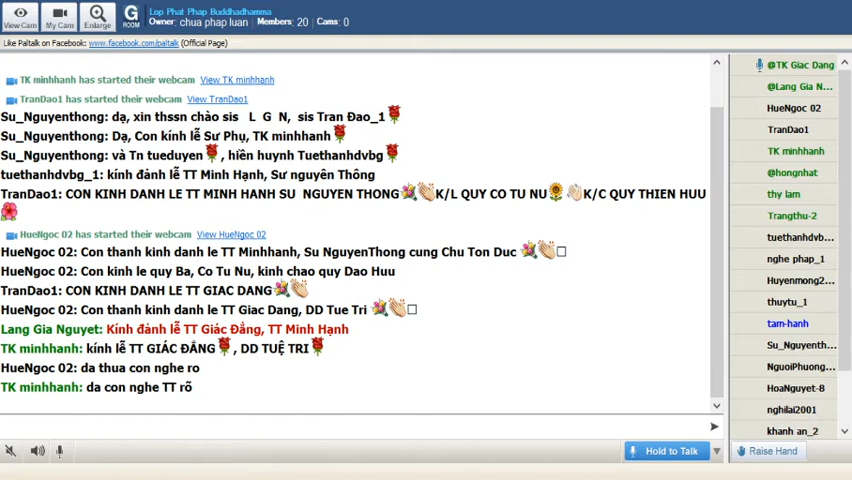 Lop Phat Phap Buddhadhamma
Owner: chua phap luan Members: 20 Cams: 0
View Cam
My Cam
Enlarge
G
ROOM
Like Paltalk on Facebook: www.facebook.com/paltalk (Official Page)
TK minhhanh has started their webcam View TK minhhanh
TranDao1 has started their webcam View TranDao1
Su_Nguyenthong: dạ, xin thssn chào sis L G N, sis Tran Đao_1
Su_Nguyenthong: Dạ, Con kính lễ Sư Phụ, TK minhhanh
Su_Nguyenthong: và Tn tueduyen, hiền huynh Tuethanhdvbg
tuethanhdvbg_1: kính đảnh lễ TT Minh Hạnh, Sư nguyên Thông
TranDao1: CON KINH DANH LE TT MINH HANH SU NGUYEN THONG K/L QUY CO TU NU K/C QUY THIEN HUU
HueNgoc 02 has started their webcam View HueNgoc 02
HueNgoc 02: Con thanh kinh danh le TT Minhhanh, Su NguyenThong cung Chu Ton Duc
HueNgoc 02: Con kinh le quy Ba, Co Tu Nu, kinh chao quy Dao Huu
TranDao1: CON KINH DANH LE TT GIAC DANG
HueNgoc 02: Con thanh kinh danh le TT Giac Dang, DD Tue Tri
Lang Gia Nguyet: Kính đảnh lễ TT Giác Đẳng, TT Minh Hạnh
TK minhhanh: kính lễ TT GIÁC ĐẲNG, DD TUỆ TRI
HueNgoc 02: da thua con nghe ro
TK minhhanh: da con nghe TT rõ
Hold to Talk
@TK Giac Dang
@Lang Gia N...
HueNgoc 02
TranDao1
TK minhhanh
@hongnhat
thy lam
Trangthu-2
tuethanhdvb...
nghe phap_1
Huyenmong2...
thuytu_1
tam-hanh
Su_Nguyenth...
NguoiPhuong...
HoaNguyet-8
nghilai2001
khanh an_2
Raise Hand